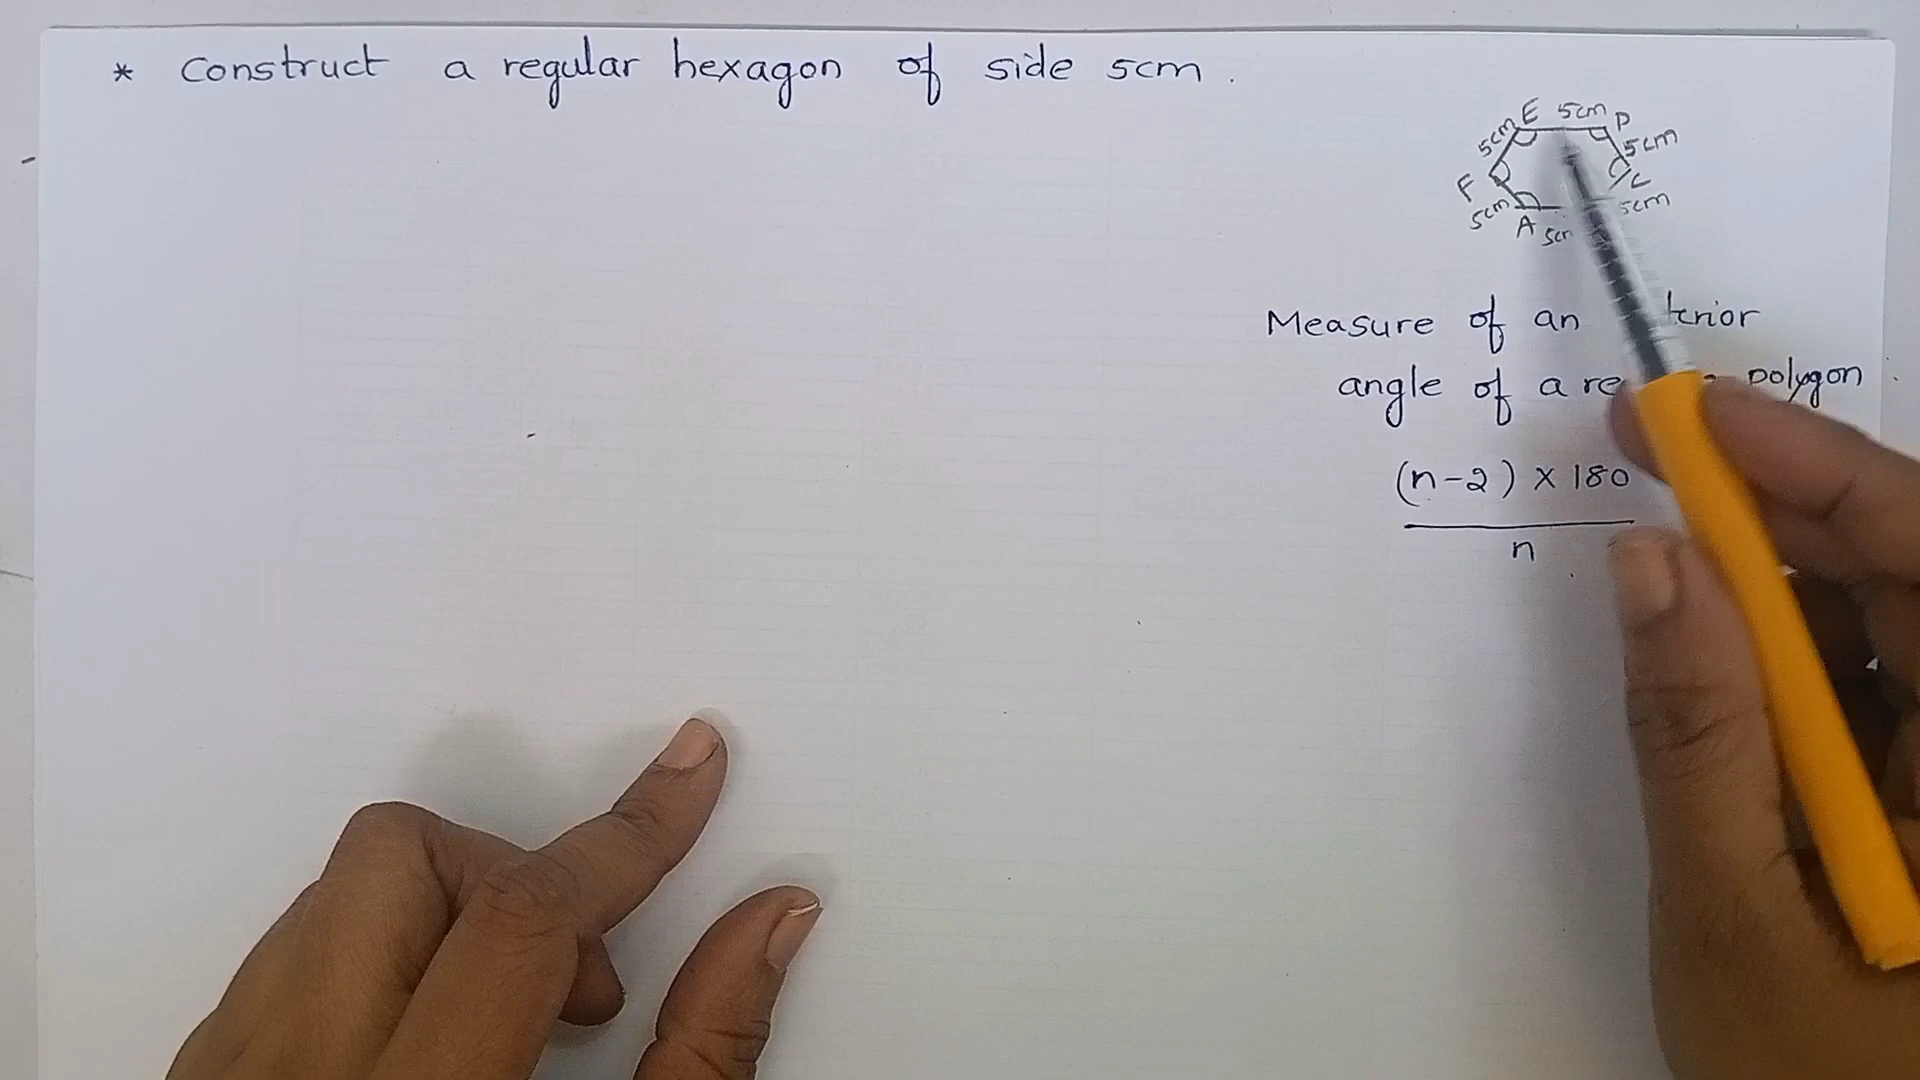 * Construct a regular hexagon of side 5cm .
E 5cm D
5cm 5cm
F C
5cm 5cm
A
Measure of an
angle of a polygon .
(n-2) × 180
n